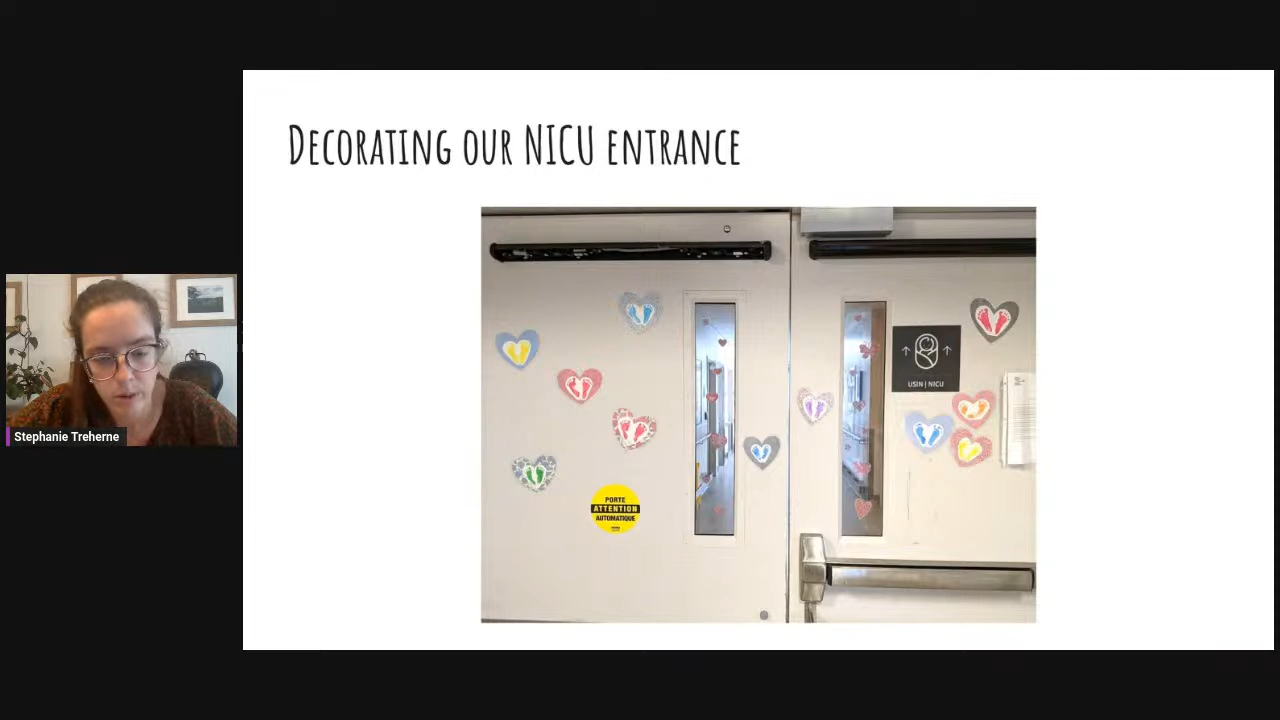 DECORATING OUR NICU ENTRANCE
USIN | NICU
PORTE
ATTENTION
AUTOMATIQUE
Stephanie Treherne